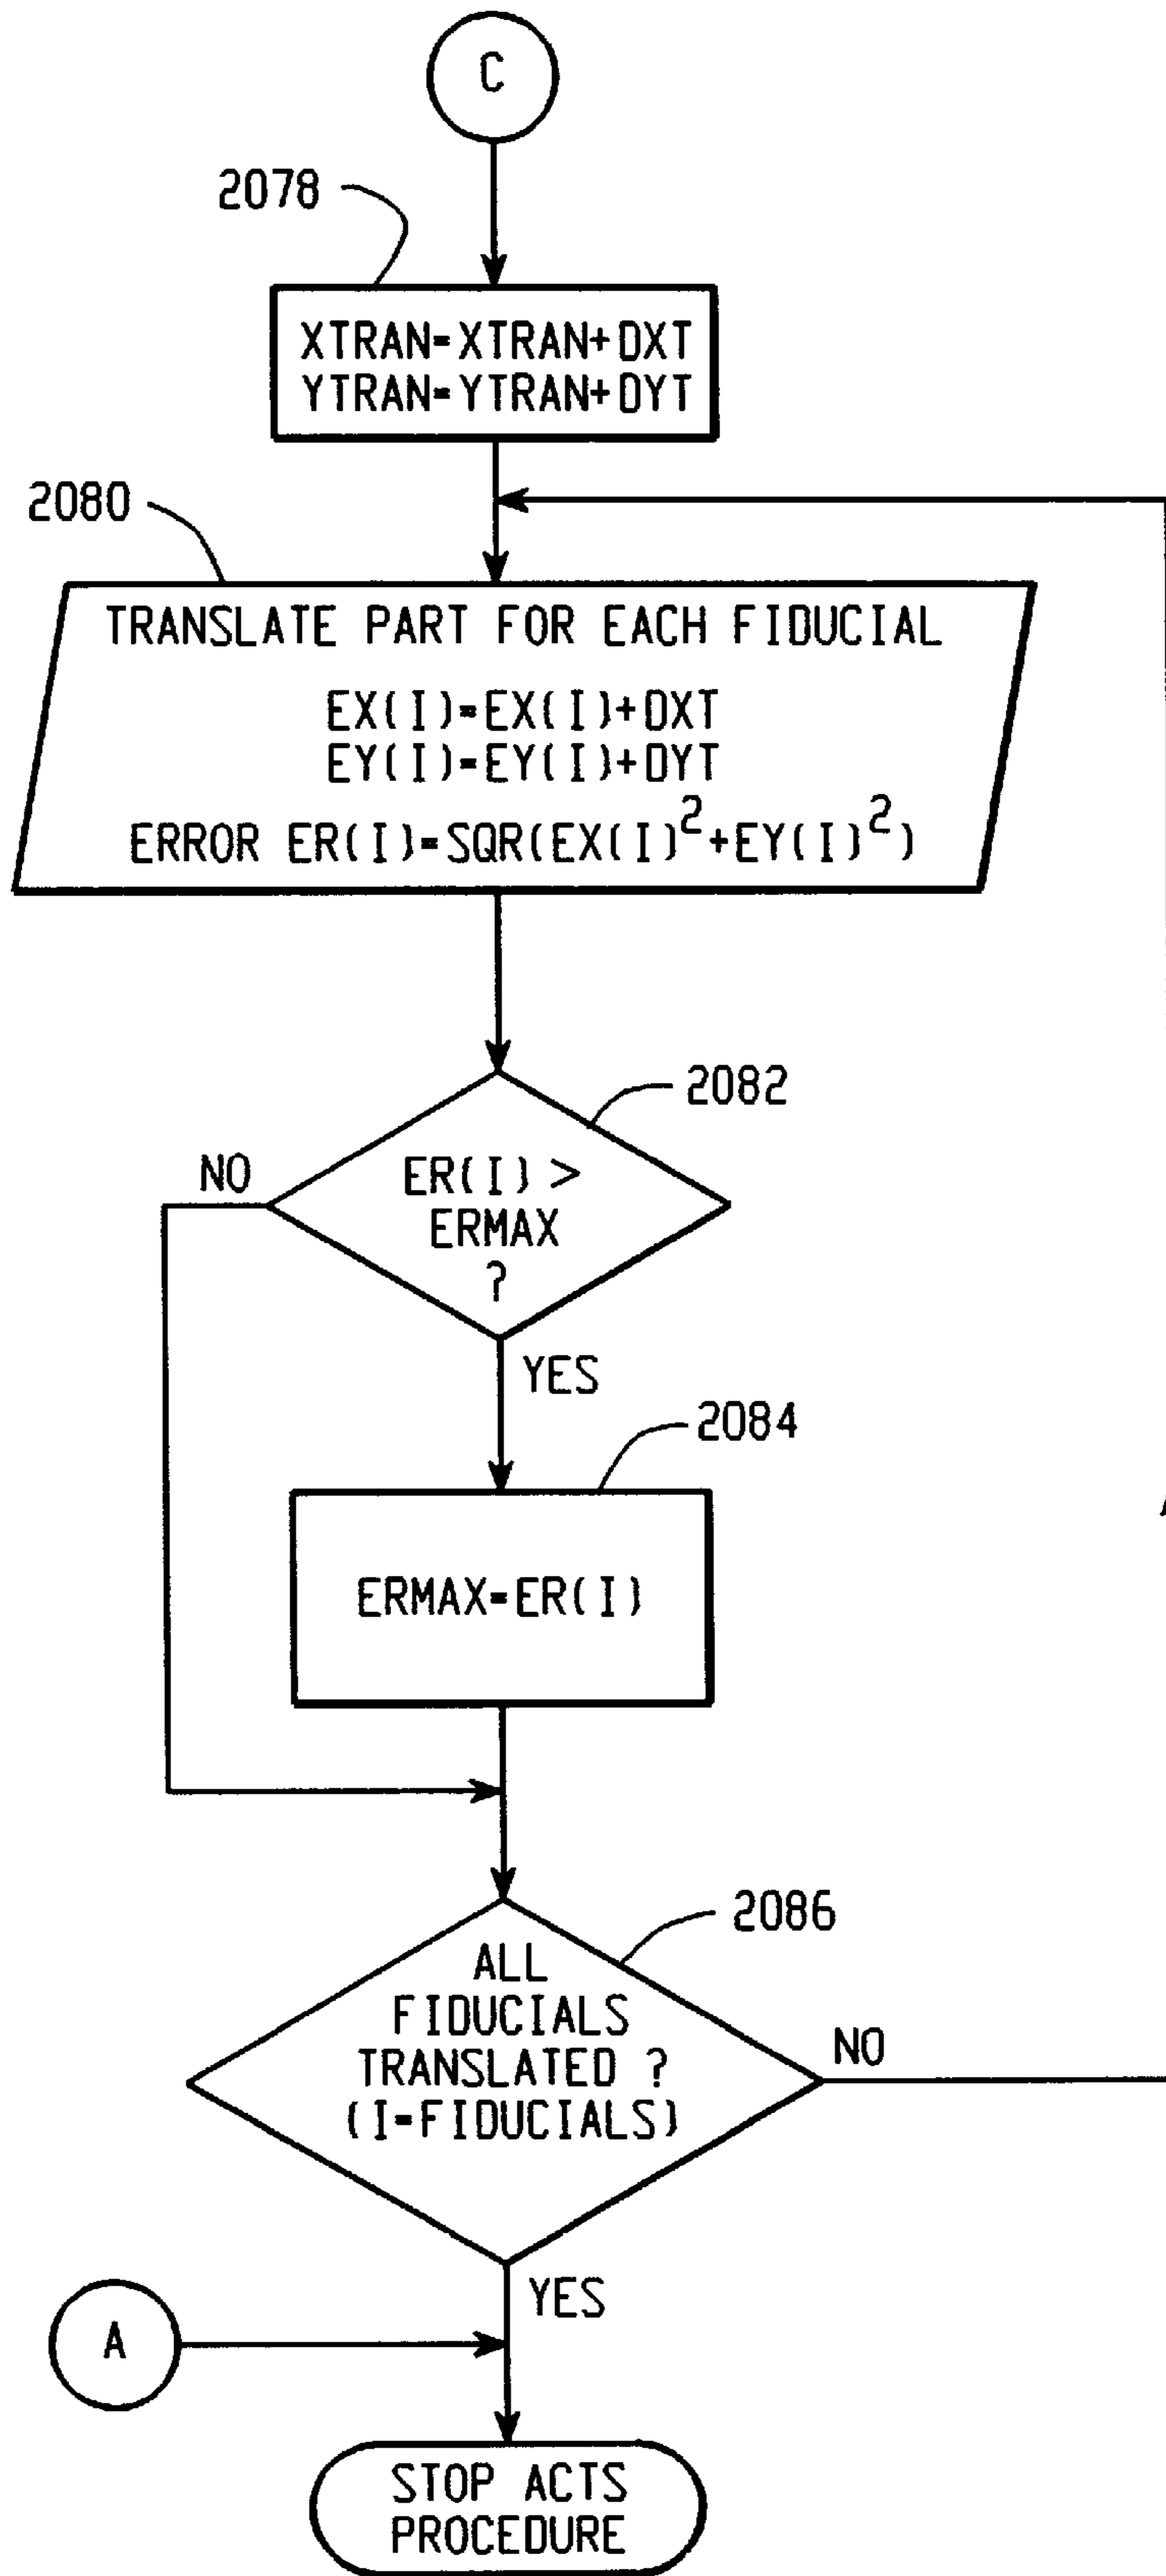 C
2078
XTRAN=XTRAN+DXT
YTRAN=YTRAN+DYT
2080
TRANSLATE PART FOR EACH FIDUCIAL
EX(I)=EX(I)+DXT
EY(I)=EY(I)+DYT
ERROR ER(I)=SQR(EX(I)²+EY(I)²)
2082
NO
ER(I) >
ERMAX
?
YES
2084
ERMAX=ER(I)
2086
ALL
FIDUCIALS
TRANSLATED ?
(I=FIDUCIALS)
NO
YES
A
STOP ACTS
PROCEDURE